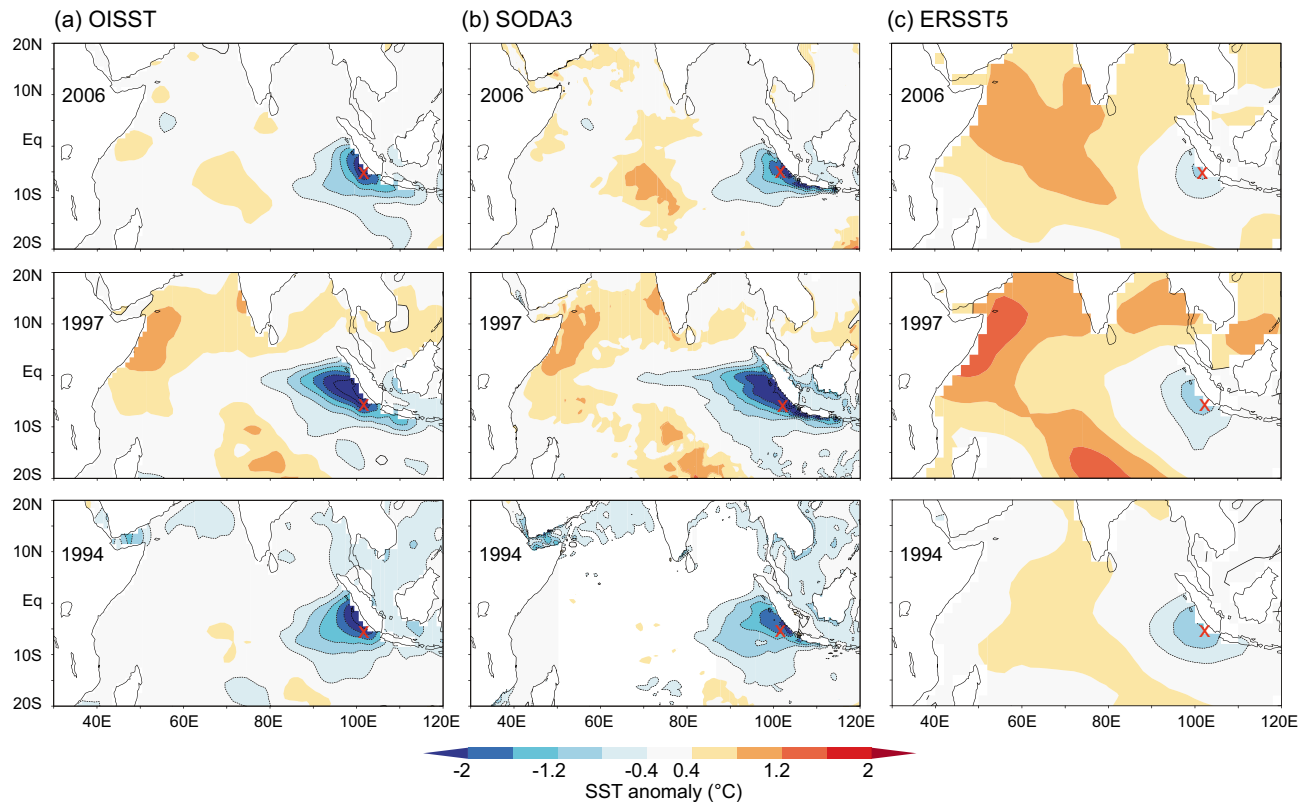 (a) OISST (b) SODA3 (c) ERSST5
20N
10N
Eq
10S
20S
2006
2006
2006
20N
10N
Eq
10S
20S
1997
1997
1997
20N
10N
Eq
10S
20S
1994
1994
1994
X
X
X
X
X
X
X
X
X
40E 60E 80E 100E 120E
40E 60E 80E 100E 120E
40E 60E 80E 100E 120E
-2 -1.2 -0.4 0.4 1.2 2
SST anomaly (°C)